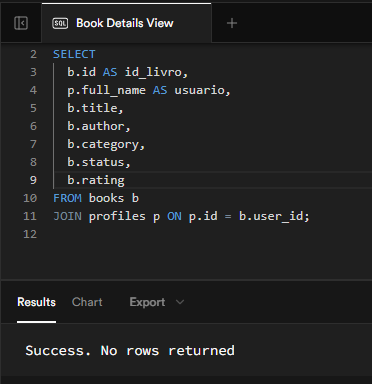 SQL Book Details View +
2 SELECT
3 b.id AS id_livro,
4 p.full_name AS usuario,
5 b.title,
6 b.author,
7 b.category,
8 b.status,
9 b.rating
10 FROM books b
11 JOIN profiles p ON p.id = b.user_id;
12
Results Chart Export
Success. No rows returned